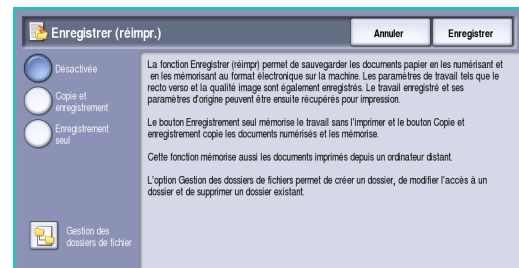 Enregistrer (réimpr.)
Annuler
Enregistrer
Désactivée
Copie et
enregistrement
Enregistrement
seul
Gestion des
dossiers de fichier
La fonction Enregistrer (réimpr) permet de sauvegarder les documents papier en les numérisant et
en les mémorisant au format électronique sur la machine. Les paramètres de travail tels que le
recto verso et la qualité image sont également enregistrés. Le travail enregistré et ses
paramètres d'origine peuvent être ensuite récupérés pour impression.
Le bouton Enregistrement seul mémorise le travail sans l'imprimer et le bouton Copie et
enregistrement copie les documents numérisés et les mémorise.
Cette fonction mémorise aussi les documents imprimés depuis un ordinateur distant.
L'option Gestion des dossiers de fichiers permet de créer un dossier, de modifier l'accès à un
dossier et de supprimer un dossier existant.